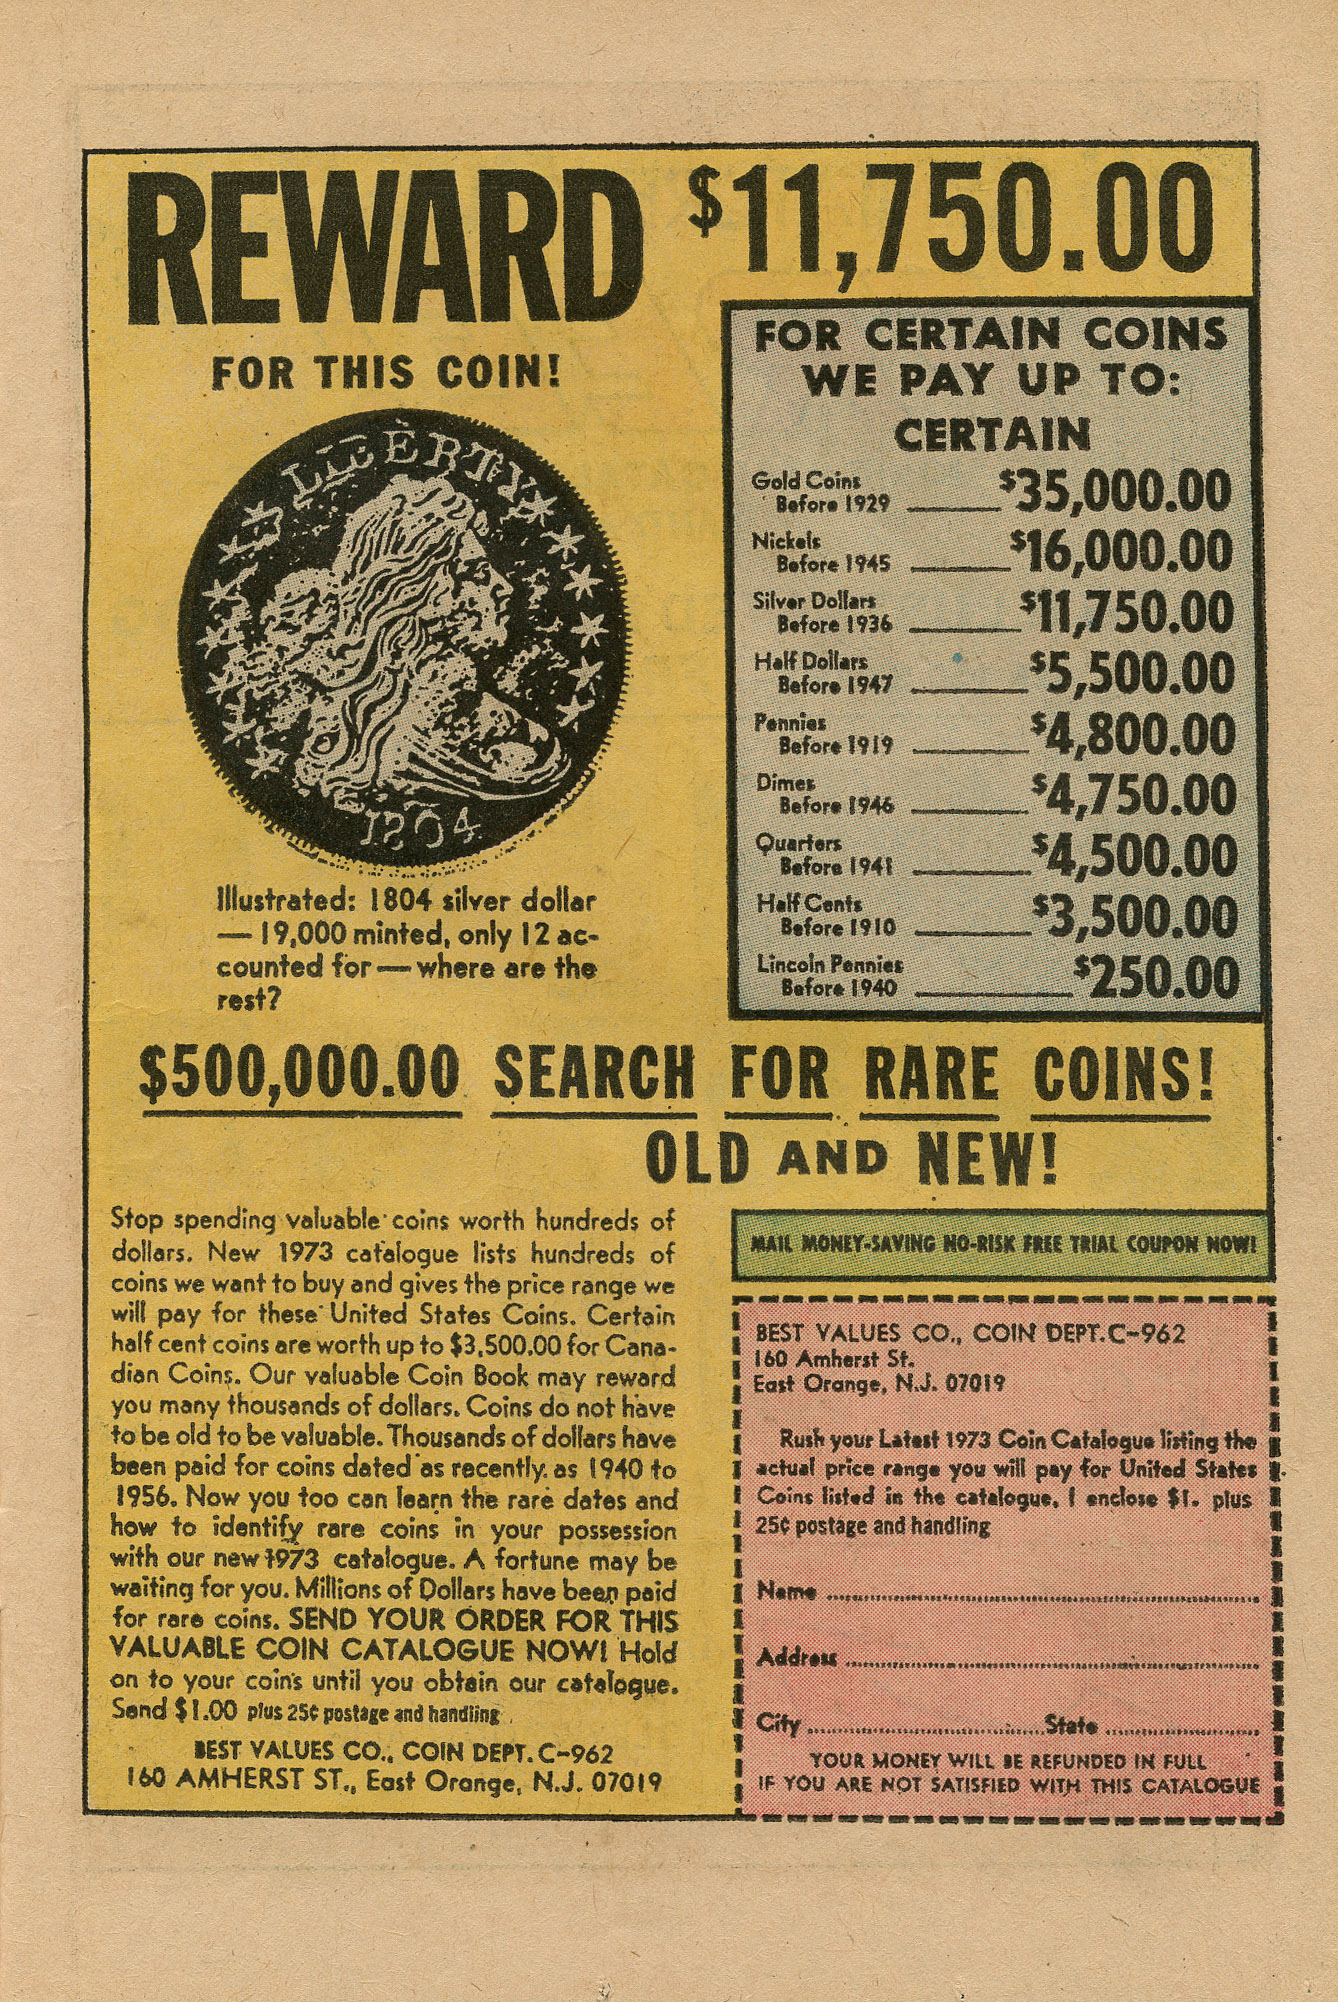 REWARD $11,750.00
FOR THIS COIN!
LIBERTY
1804
Illustrated: 1804 silver dollar
— 19,000 minted, only 12 ac-
counted for — where are the
rest?
FOR CERTAIN COINS
WE PAY UP TO:
CERTAIN
Gold Coins
Before 1929 $35,000.00
Nickels
Before 1945 $16,000.00
Silver Dollars
Before 1936 $11,750.00
Half Dollars
Before 1947 $5,500.00
Pennies
Before 1919 $4,800.00
Dimes
Before 1946 $4,750.00
Quarters
Before 1941 $4,500.00
Half Cents
Before 1910 $3,500.00
Lincoln Pennies
Before 1940 $250.00
$500,000.00 SEARCH FOR RARE COINS!
OLD AND NEW!
Stop spending valuable coins worth hundreds of
dollars. New 1973 catalogue lists hundreds of
coins we want to buy and gives the price range we
will pay for these United States Coins. Certain
half cent coins are worth up to $3,500.00 for Cana-
dian Coins. Our valuable Coin Book may reward
you many thousands of dollars. Coins do not have
to be old to be valuable. Thousands of dollars have
been paid for coins dated as recently as 1940 to
1956. Now you too can learn the rare dates and
how to identify rare coins in your possession
with our new 1973 catalogue. A fortune may be
waiting for you. Millions of Dollars have been paid
for rare coins. SEND YOUR ORDER FOR THIS
VALUABLE COIN CATALOGUE NOW! Hold
on to your coins until you obtain our catalogue.
Send $1.00 plus 25¢ postage and handling
BEST VALUES CO., COIN DEPT. C-962
160 AMHERST ST., East Orange, N.J. 07019
MAIL MONEY-SAVING NO-RISK FREE TRIAL COUPON NOW!
BEST VALUES CO., COIN DEPT. C-962
160 Amherst St.
East Orange, N.J. 07019
Rush your Latest 1973 Coin Catalogue listing the
actual price range you will pay for United States
Coins listed in the catalogue. I enclose $1. plus
25¢ postage and handling
Name
Address
City State
YOUR MONEY WILL BE REFUNDED IN FULL
IF YOU ARE NOT SATISFIED WITH THIS CATALOGUE